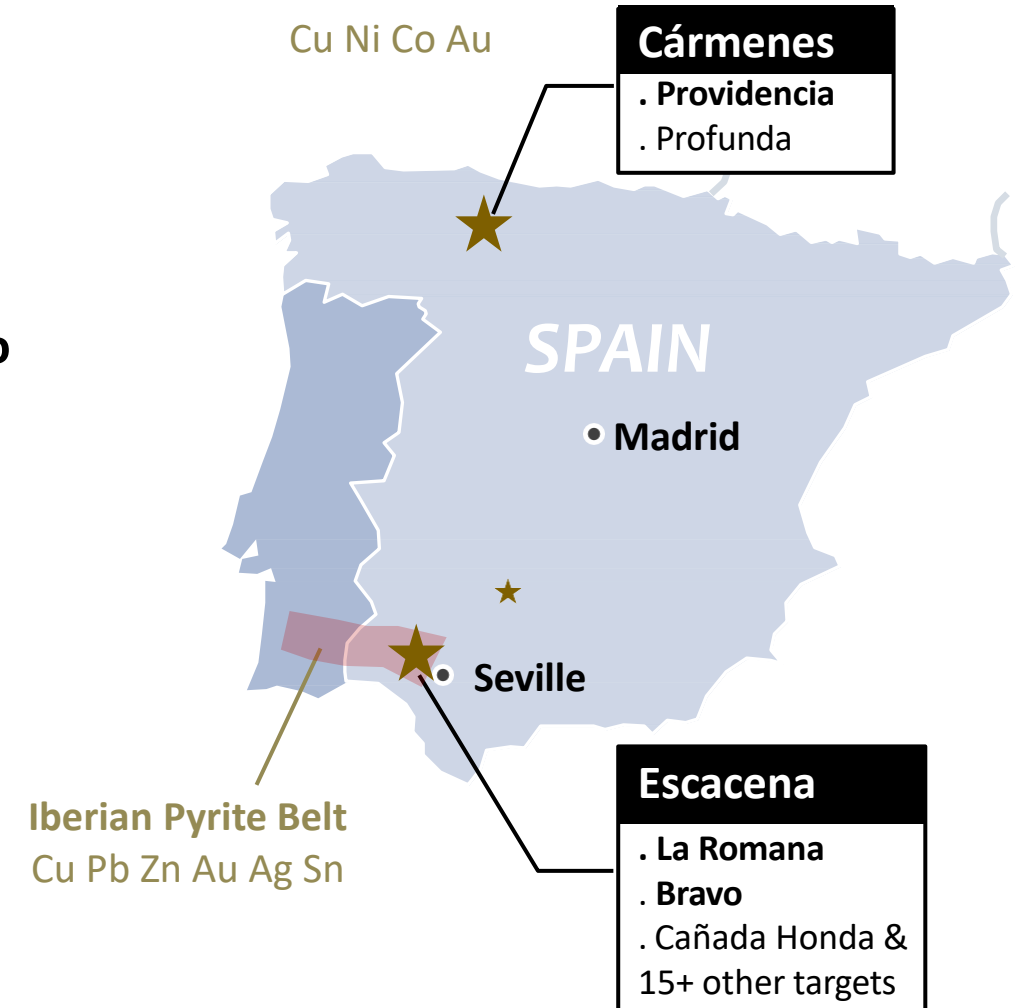 Cu Ni Co Au
Cármenes
. Providencia
. Profunda
SPAIN
Madrid
Seville
Iberian Pyrite Belt
Cu Pb Zn Au Ag Sn
Escacena
. La Romana
. Bravo
. Cañada Honda &
15+ other targets